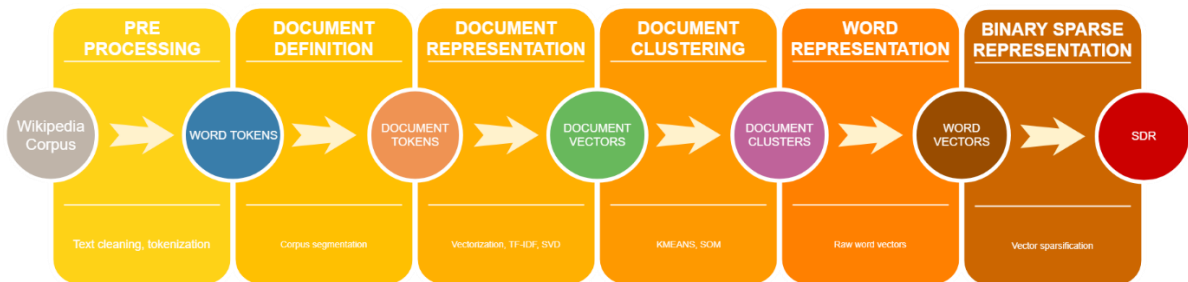 PRE
PROCESSING
DOCUMENT
DEFINITION
DOCUMENT
REPRESENTATION
DOCUMENT
CLUSTERING
WORD
REPRESENTATION
BINARY SPARSE
REPRESENTATION
Wikipedia
Corpus
WORD TOKENS
DOCUMENT
TOKENS
DOCUMENT
VECTORS
DOCUMENT
CLUSTERS
WORD
VECTORS
SDR
Text cleaning, tokenization
Corpus segmentation
Vectorization, TF-IDF, SVD
KMEANS, SOM
Raw word vectors
Vector sparsification